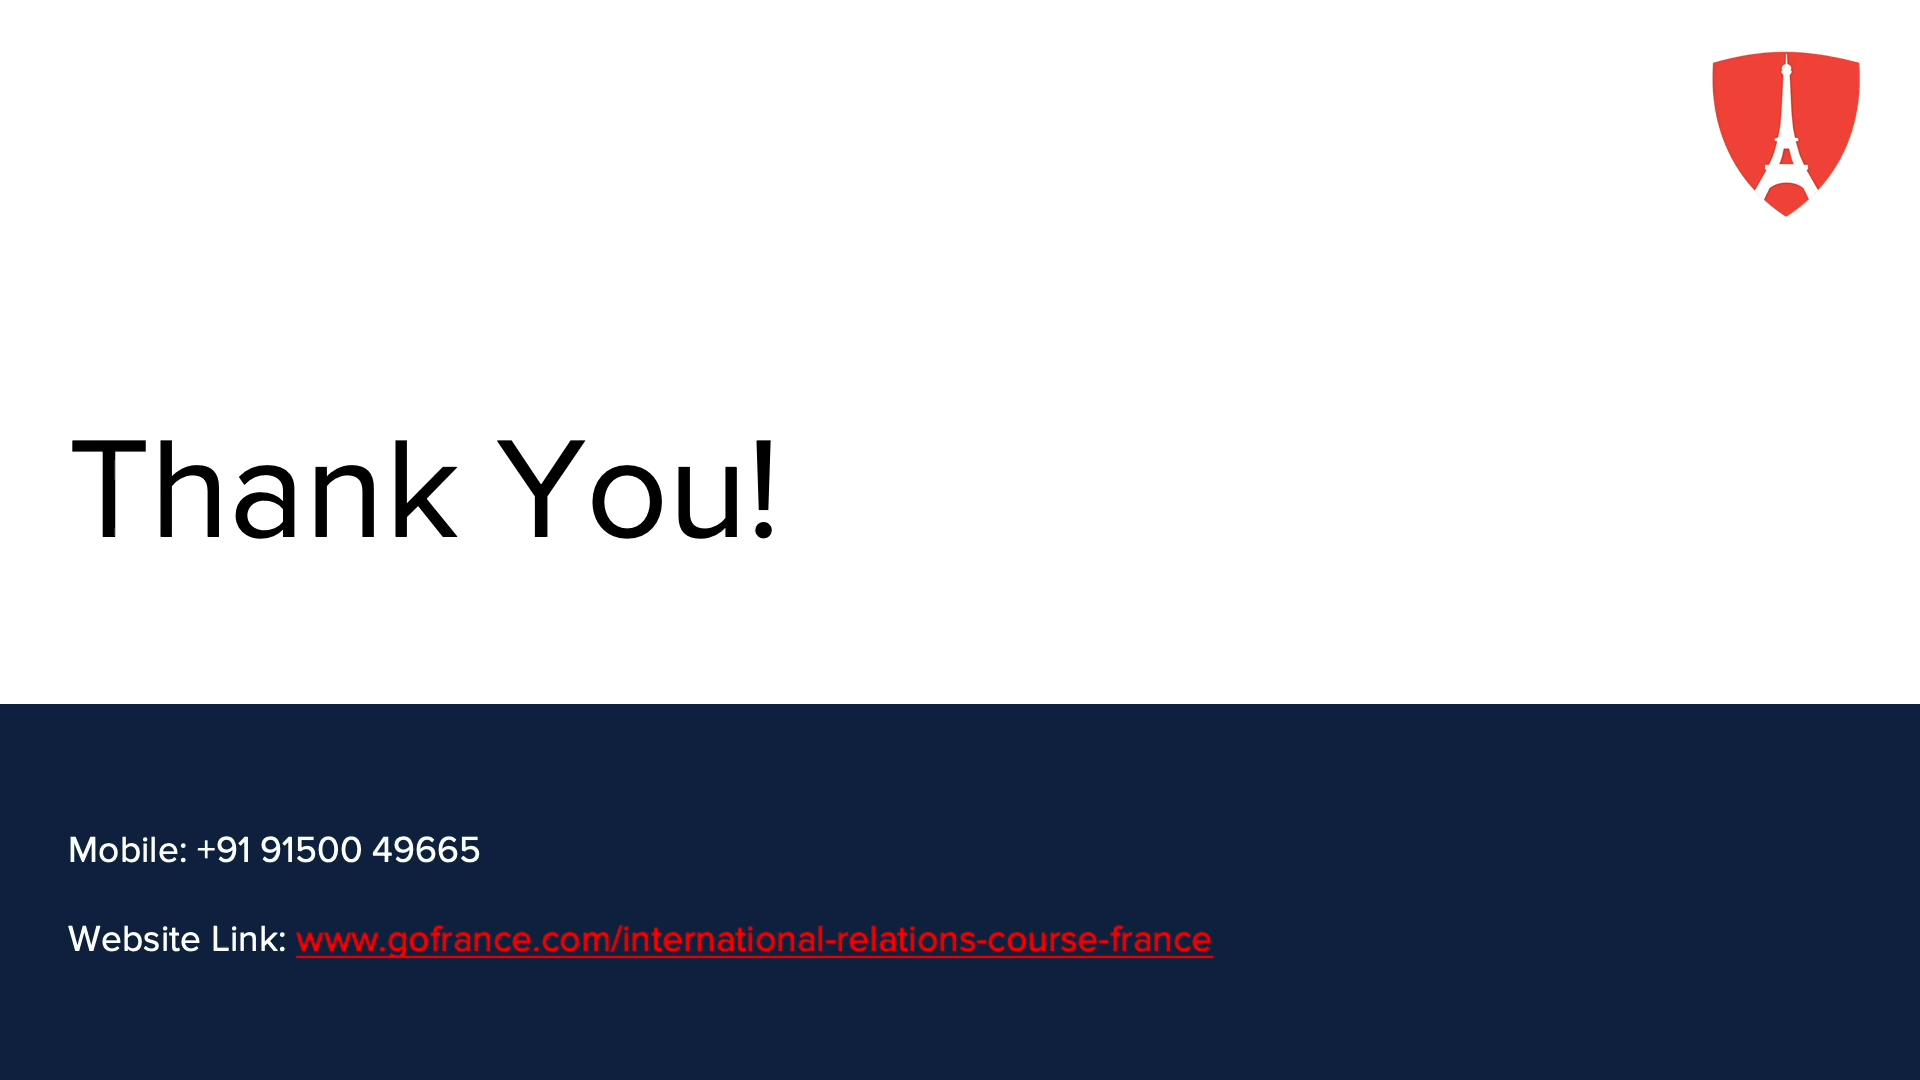 Thank You!
Mobile: +91 91500 49665
Website Link: www.gofrance.com/international-relations-course-france